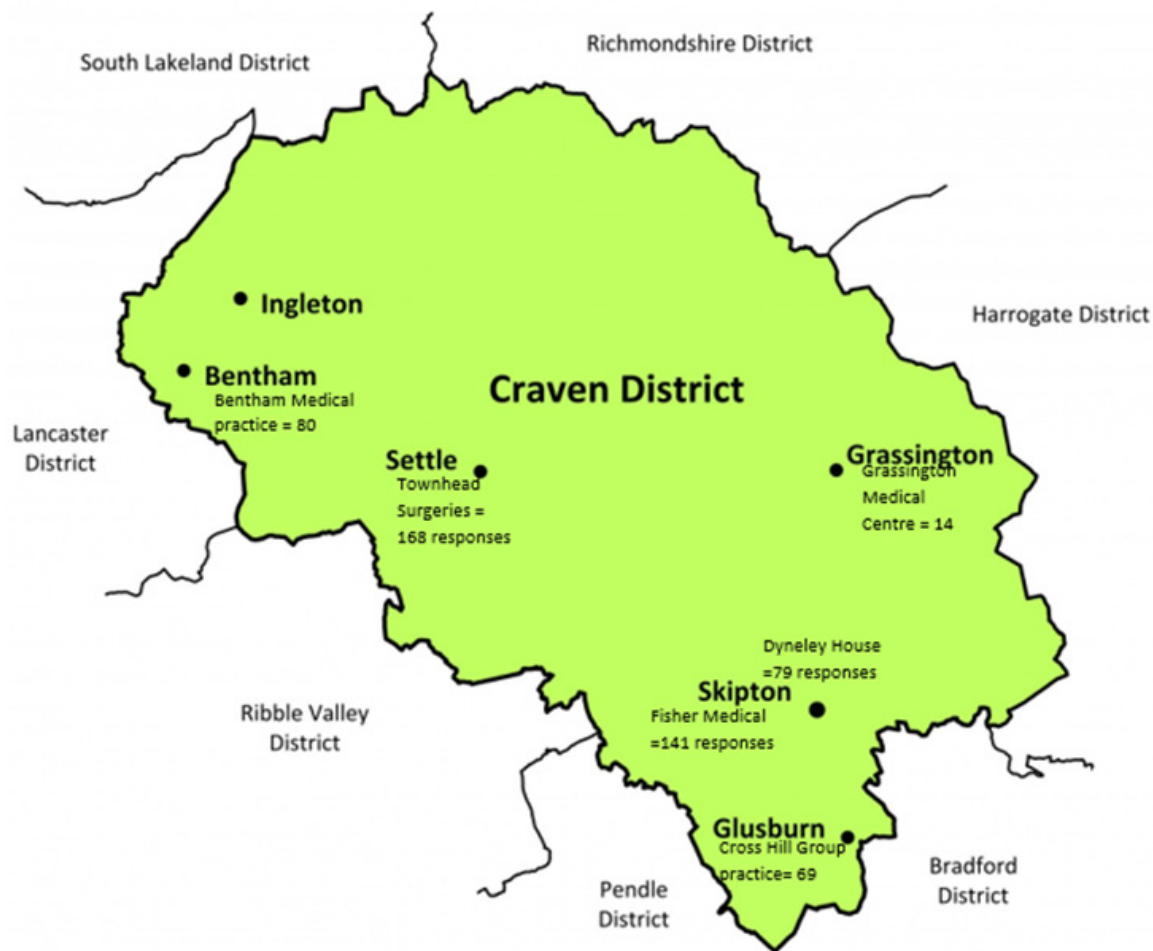 Richmondshire District
South Lakeland District
Ingleton
Harrogate District
Bentham
Bentham Medical
practice = 80
Craven District
Lancaster
District
Settle
Townhead
Surgeries =
168 responses
Grassington
Grassington
Medical
Centre = 14
Dyneley House
=79 responses
Skipton
Fisher Medical
=141 responses
Ribble Valley
District
Glusburn
Cross Hill Group
practice= 69
Pendle
District
Bradford
District